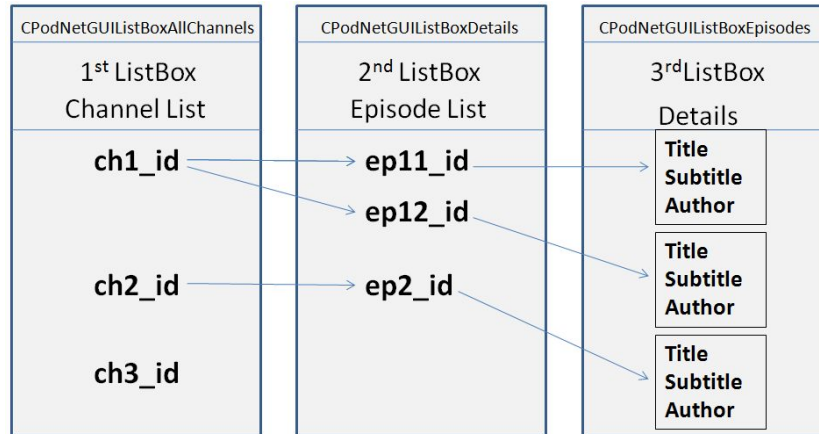 CPodNetGUIListBoxAllChannels
1st ListBox
Channel List
ch1_id
ch2_id
ch3_id
CPodNetGUIListBoxDetails
2nd ListBox
Episode List
ep11_id
ep12_id
ep2_id
CPodNetGUIListBoxEpisodes
3rdListBox
Details
Title
Subtitle
Author
Title
Subtitle
Author
Title
Subtitle
Author